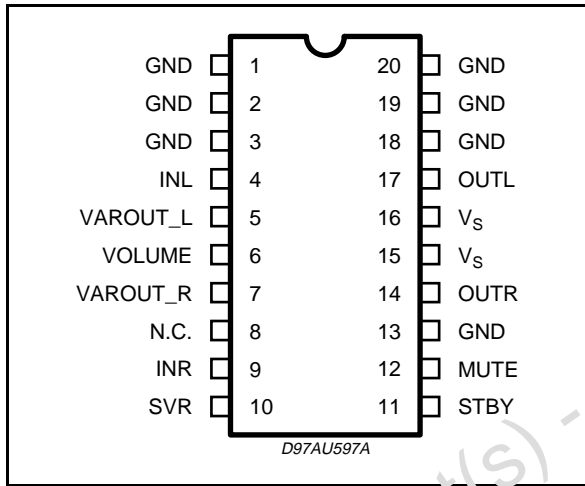 GND 1 20 GND
GND 2 19 GND
GND 3 18 GND
INL 4 17 OUTL
VAROUT_L 5 16 VS
VOLUME 6 15 VS
VAROUT_R 7 14 OUTR
N.C. 8 13 GND
INR 9 12 MUTE
SVR 10 11 STBY
D97AU597A
t(s) -